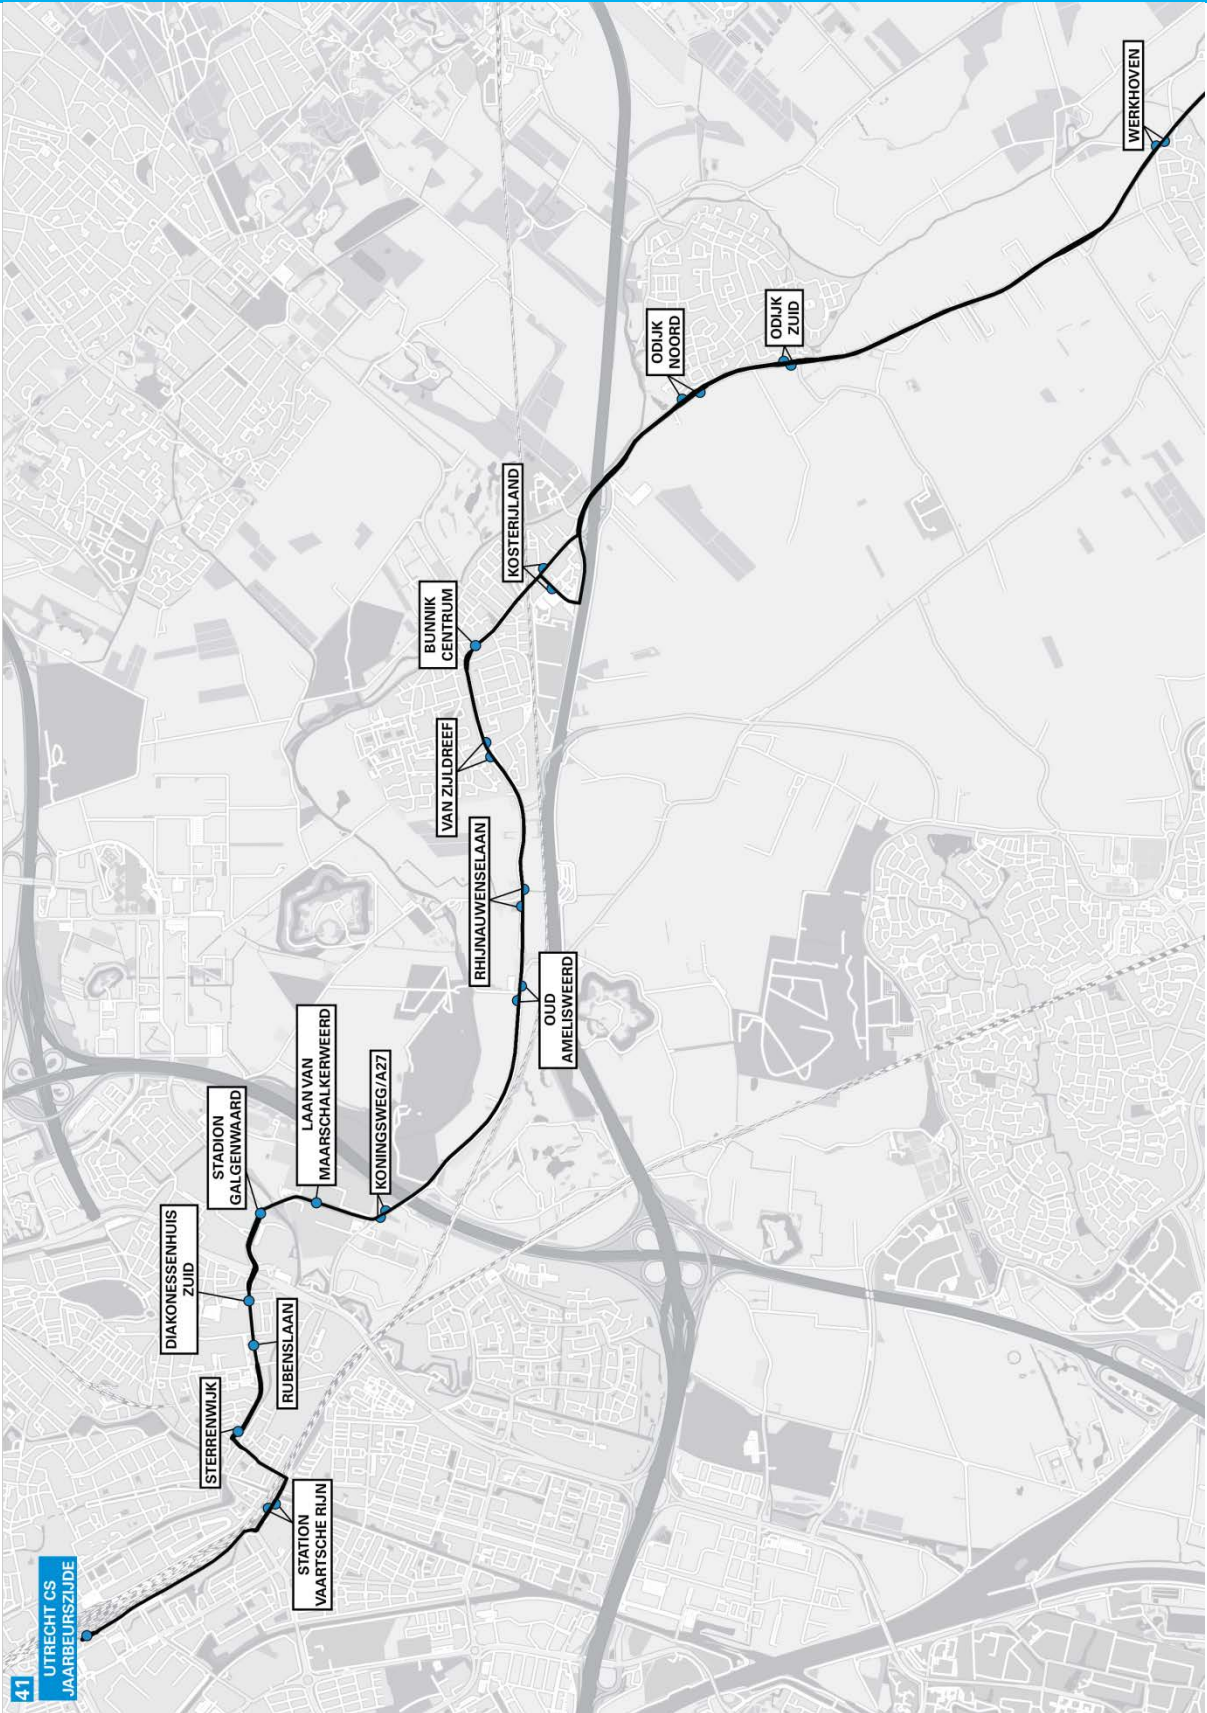 41
UTRECHT CS
JAARBEURSZIJDE
STATION
VAARTSCHE RIJN
STERRENWIJK
RUBENSLAAN
DIAKONESSENHUIS
ZUID
STADION
GALGENWAARD
LAAN VAN
MAARSCHALKERWEERD
KONINGSWEG/A27
OUD
AMELISWEERD
RHIJNAUWENSELAAN
VAN ZIJLDREEF
BUNNIK
CENTRUM
KOSTERIJLAND
ODIJK
NOORD
ODIJK
ZUID
WERKHOVEN